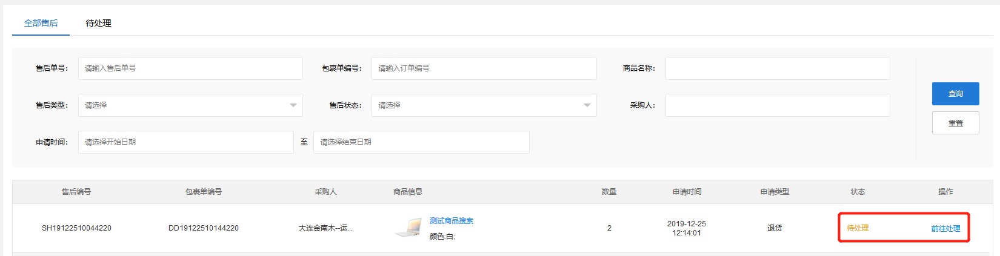 全部售后 待处理
售后单号: 请输入售后单号 包裹单编号: 请输入订单编号 商品名称:
售后类型: 请选择 售后状态: 请选择 采购人:
查询
重置
申请时间: 请选择开始日期 至 请选择结束日期
售后编号 包裹单编号 采购人 商品信息 数量 申请时间 申请类型 状态 操作
SH19122510044220 DD19122510144220 大连金南木--运... 测试商品搜索 2 2019-12-25 退货 待处理 前往处理
颜色:白; 12:14:01